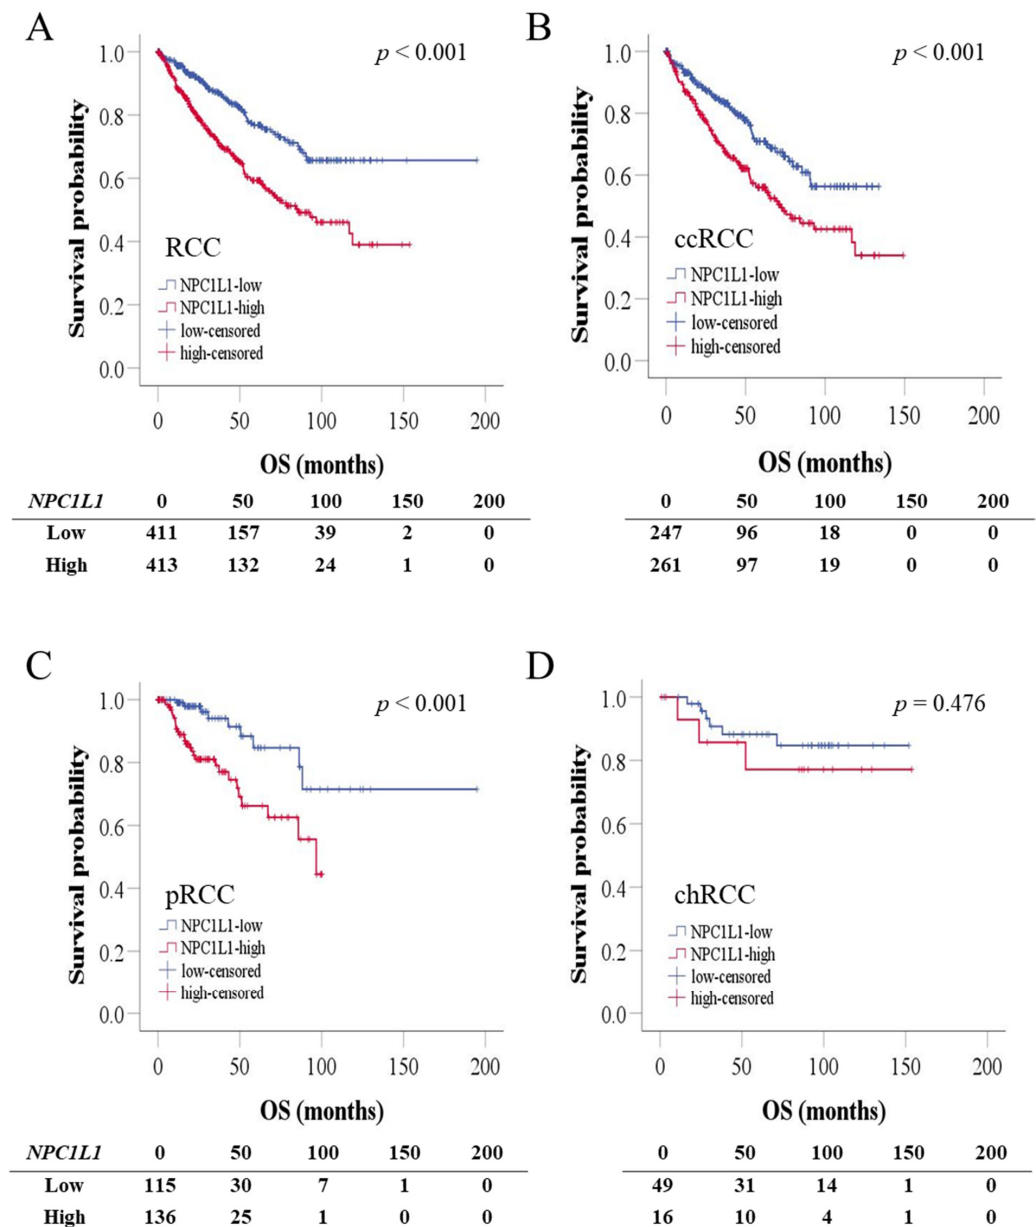 A
p < 0.001
Survival probability
1.0
0.8
0.6
0.4
0.2
0.0
RCC
NPC1L1-low
NPC1L1-high
low-censored
high-censored
0 50 100 150 200
OS (months)
NPC1L1 0 50 100 150 200
Low 411 157 39 2 0
High 413 132 24 1 0
B
p < 0.001
Survival probability
1.0
0.8
0.6
0.4
0.2
0.0
ccRCC
NPC1L1-low
NPC1L1-high
low-censored
high-censored
0 50 100 150 200
OS (months)
0 50 100 150 200
247 96 18 0 0
261 97 19 0 0
C
p < 0.001
Survival probability
1.0
0.8
0.6
0.4
0.2
0.0
pRCC
NPC1L1-low
NPC1L1-high
low-censored
high-censored
0 50 100 150 200
OS (months)
NPC1L1 0 50 100 150 200
Low 115 30 7 1 0
High 136 25 1 0 0
D
p = 0.476
Survival probability
1.0
0.8
0.6
0.4
0.2
0.0
chRCC
NPC1L1-low
NPC1L1-high
low-censored
high-censored
0 50 100 150 200
OS (months)
0 50 100 150 200
49 31 14 1 0
16 10 4 1 0